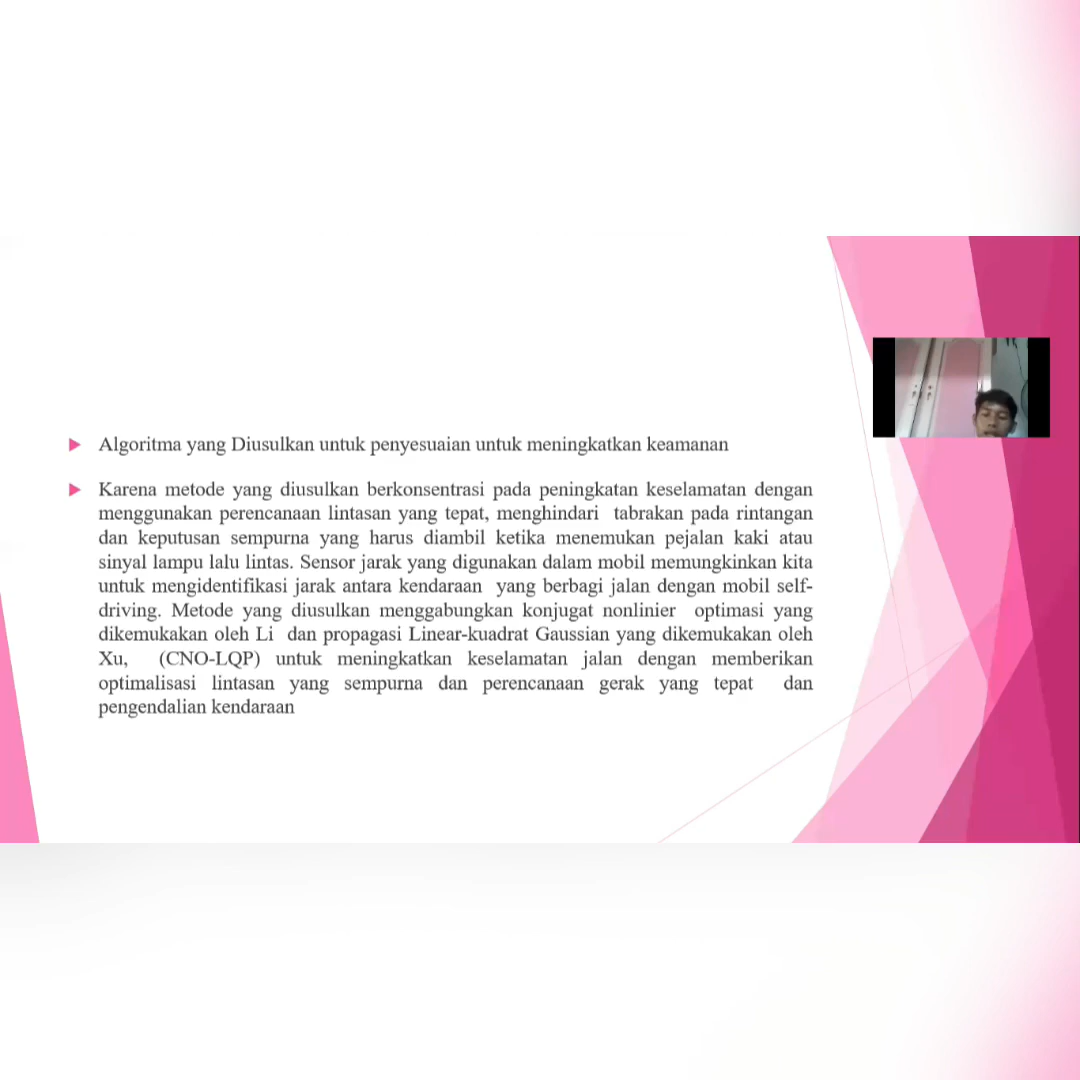 Algoritma yang Diusulkan untuk penyesuaian untuk meningkatkan keamanan
Karena metode yang diusulkan berkonsentrasi pada peningkatan keselamatan dengan
menggunakan perencanaan lintasan yang tepat, menghindari tabrakan pada rintangan
dan keputusan sempurna yang harus diambil ketika menemukan pejalan kaki atau
sinyal lampu lalu lintas. Sensor jarak yang digunakan dalam mobil memungkinkan kita
untuk mengidentifikasi jarak antara kendaraan yang berbagi jalan dengan mobil self-
driving. Metode yang diusulkan menggabungkan konjugat nonlinier optimasi yang
dikemukakan oleh Li dan propagasi Linear-kuadrat Gaussian yang dikemukakan oleh
Xu, (CNO-LQP) untuk meningkatkan keselamatan jalan dengan memberikan
optimalisasi lintasan yang sempurna dan perencanaan gerak yang tepat dan
pengendalian kendaraan